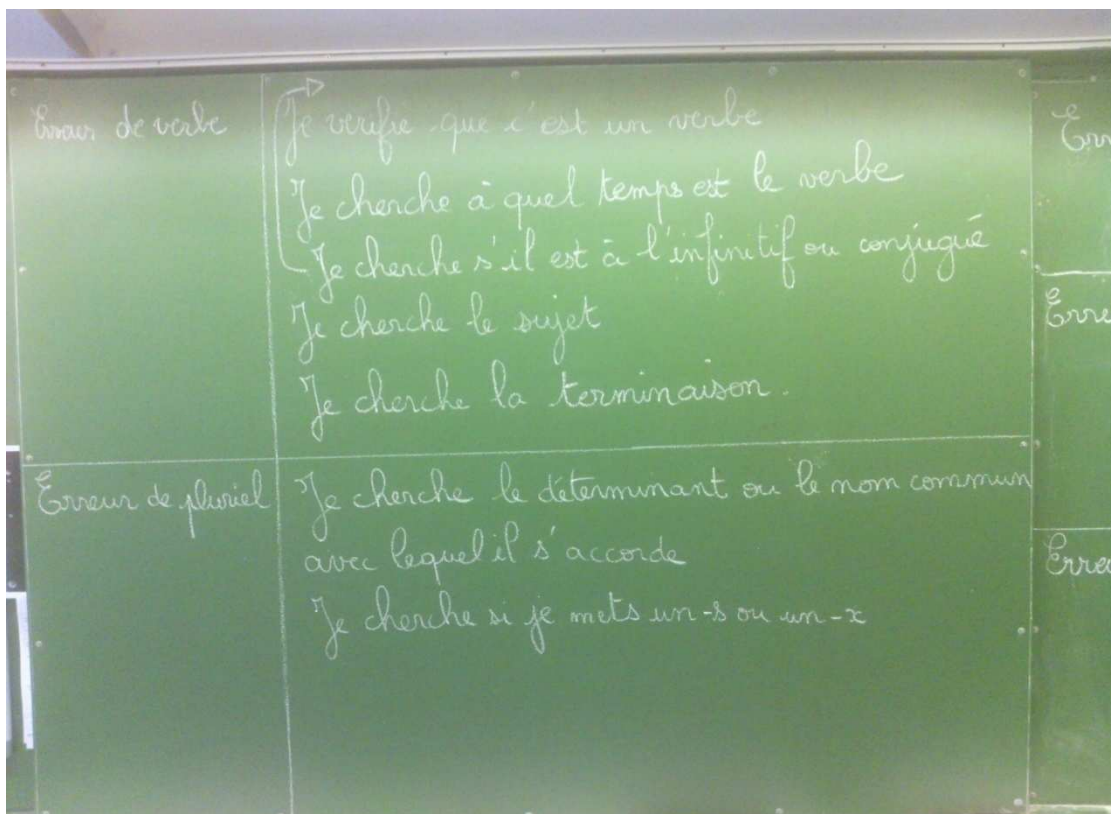 Erreur de verbe
Je vérifie que c'est un verbe
Je cherche à quel temps est le verbe
Je cherche s'il est à l'infinitif ou conjugué
Je cherche le sujet
Je cherche la terminaison.
Erreur de pluriel
Je cherche le déterminant ou le nom commun
avec lequel il s'accorde
Je cherche si je mets un -s ou un -x